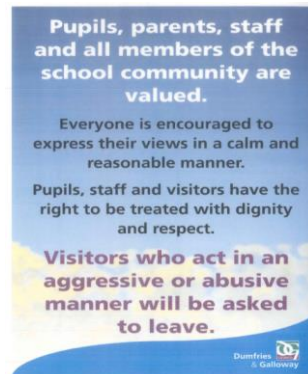 Pupils, parents, staff
and all members of the
school community are
valued.
Everyone is encouraged to
express their views in a calm and
reasonable manner.
Pupils, staff and visitors have the
right to be treated with dignity
and respect.
Visitors who act in an
aggressive or abusive
manner will be asked
to leave.
Dumfries
& Galloway